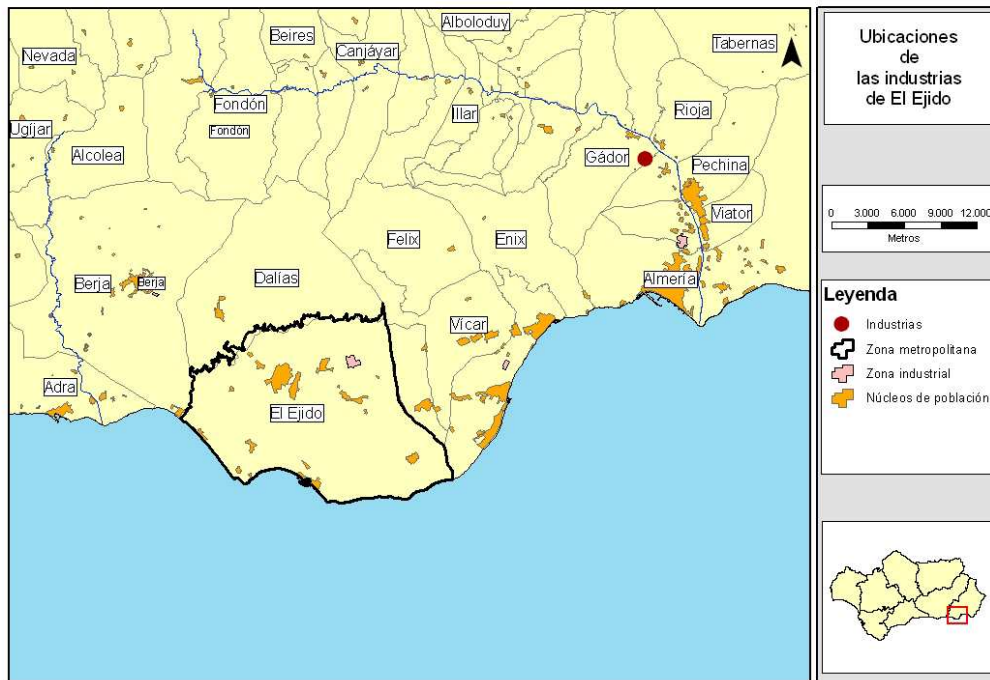 Alboloduy
Beires
Nevada
Canjáyar
Tabernas
N
Fondón
Illar
Rioja
Ugíjar
Fondón
Alcolea
Gádor
Pechina
Viator
Felix
Enix
Berja
Berja
Dalías
Almería
Vícar
Adra
El Ejido
Ubicaciones
de
las industrias
de El Ejido
0 3.000 6.000 9.000 12.000
Metros
Leyenda
Industrias
Zona metropolitana
Zona industrial
Núcleos de población